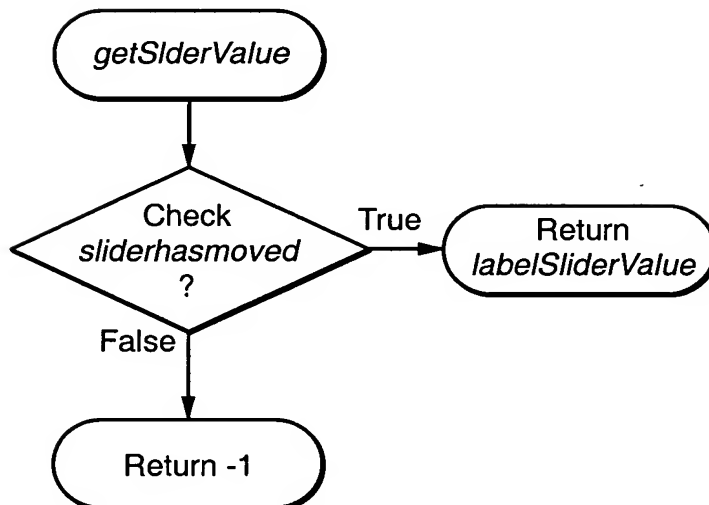 getSlderValue
Check
sliderhasmoved
?
True
Return
labelSliderValue
False
Return -1